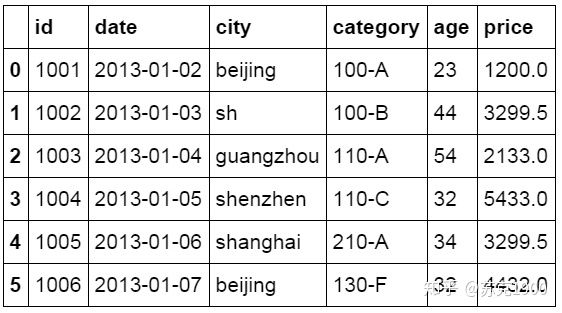 id date city category age price
0 1001 2013-01-02 beijing 100-A 23 1200.0
1 1002 2013-01-03 sh 100-B 44 3299.5
2 1003 2013-01-04 guangzhou 110-A 54 2133.0
3 1004 2013-01-05 shenzhen 110-C 32 5433.0
4 1005 2013-01-06 shanghai 210-A 34 3299.5
5 1006 2013-01-07 beijing 130-F 32 4432.0
知乎